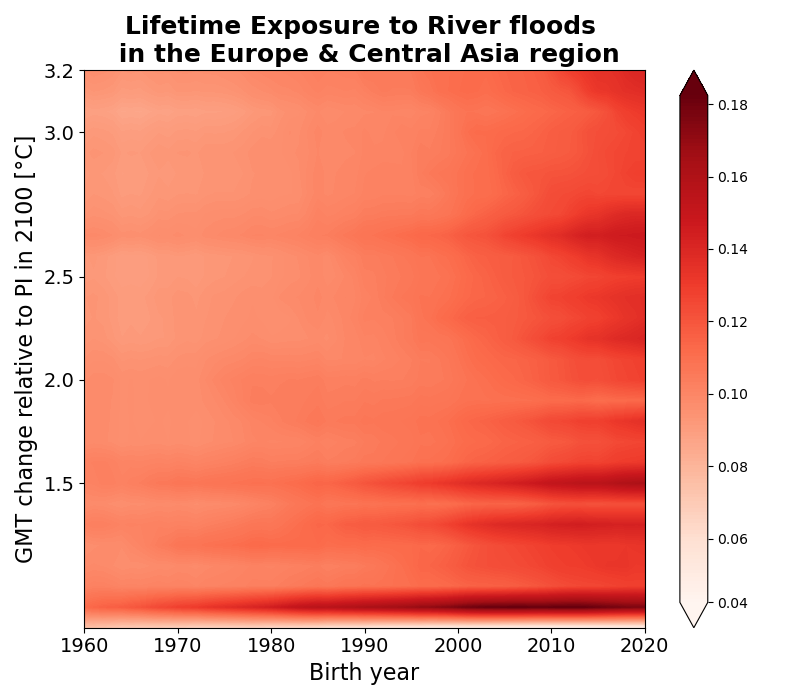 Lifetime Exposure to River floods
in the Europe & Central Asia region
GMT change relative to PI in 2100 [°C]
3.2
3.0
2.5
2.0
1.5
1960 1970 1980 1990 2000 2010 2020
Birth year
0.18
0.16
0.14
0.12
0.10
0.08
0.06
0.04